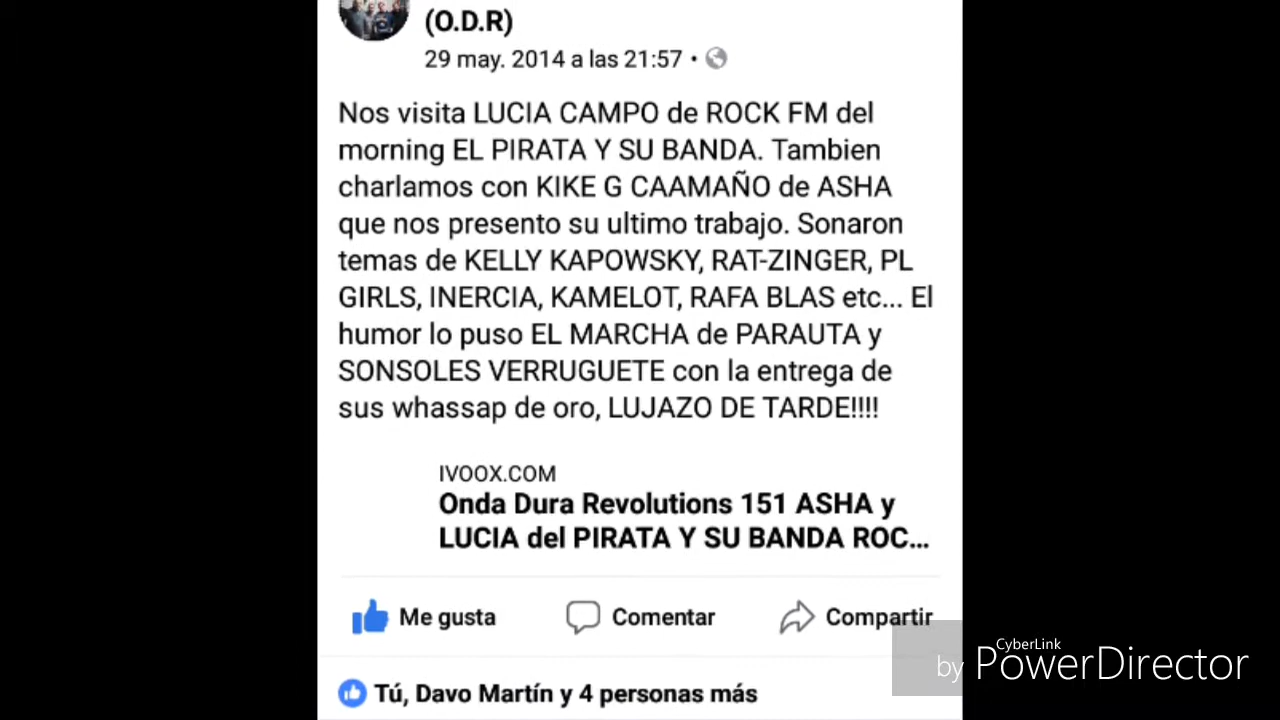 (O.D.R)
29 may. 2014 a las 21:57 •
Nos visita LUCIA CAMPO de ROCK FM del
morning EL PIRATA Y SU BANDA. Tambien
charlamos con KIKE G CAAMAÑO de ASHA
que nos presento su ultimo trabajo. Sonaron
temas de KELLY KAPOWSKY, RAT-ZINGER, PL
GIRLS, INERCIA, KAMELOT, RAFA BLAS etc... El
humor lo puso EL MARCHA de PARAUTA y
SONSOLES VERRUGUETE con la entrega de
sus whassap de oro, LUJAZO DE TARDE!!!!
IVOOX.COM
Onda Dura Revolutions 151 ASHA y
LUCIA del PIRATA Y SU BANDA ROC...
Me gusta Comentar Compartir
Tú, Davo Martín y 4 personas más
CyberLink
by PowerDirector